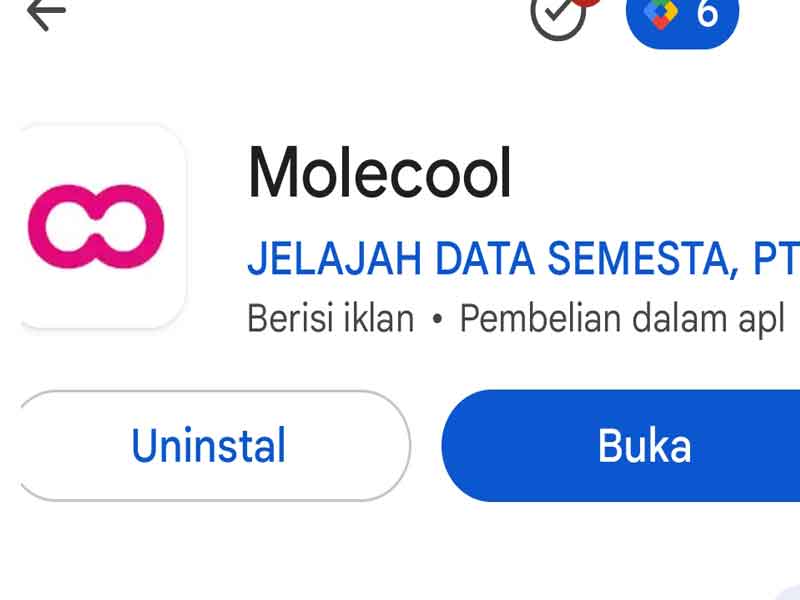 6
Molecool
JELAJAH DATA SEMESTA, PT
Berisi iklan • Pembelian dalam apl
Uninstal
Buka